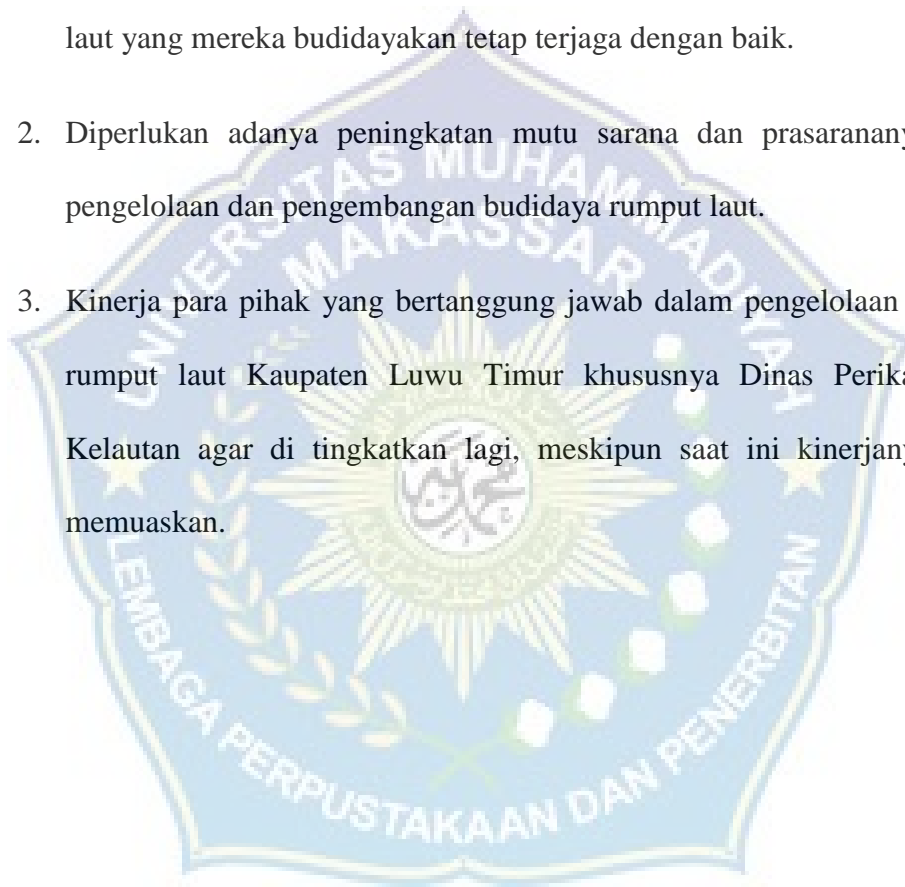 laut yang mereka budidayakan tetap terjaga dengan baik.
2. Diperlukan adanya peningkatan mutu sarana dan prasarana
pengelolaan dan pengembangan budidaya rumput laut.
3. Kinerja para pihak yang bertanggung jawab dalam pengelolaan
rumput laut Kaupaten Luwu Timur khususnya Dinas
Kelautan agar di tingkatkan lagi, meskipun saat ini
memuaskan.
UNIVERSITAS MUHAMMADIYAH
MAKASSAR
LEMBAGA PERPUSTAKAAN DAN PENERBITAN